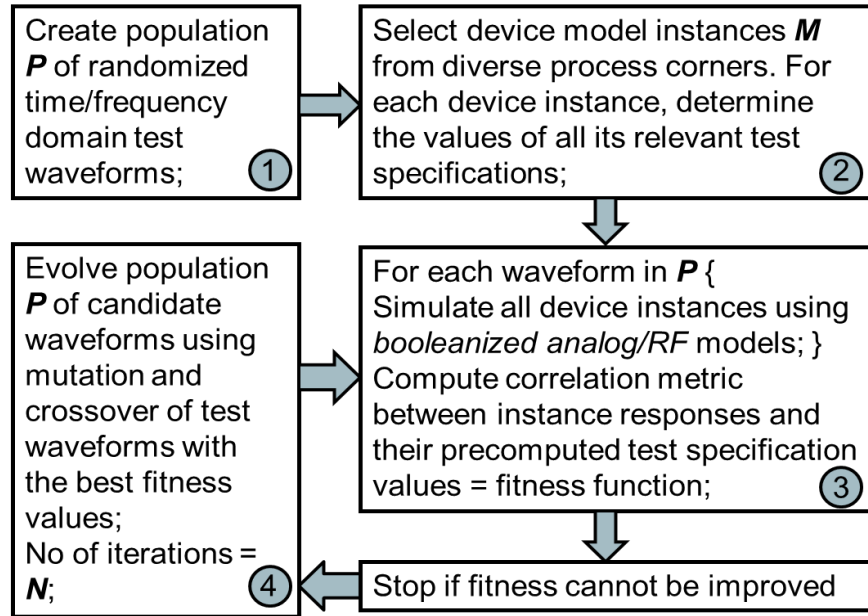 Create population
P of randomized
time/frequency
domain test
waveforms;
1
Select device model instances M
from diverse process corners. For
each device instance, determine
the values of all its relevant test
specifications;
2
For each waveform in P {
Simulate all device instances using
booleanized analog/RF models; }
Compute correlation metric
between instance responses and
their precomputed test specification
values = fitness function;
3
Stop if fitness cannot be improved
Evolve population
P of candidate
waveforms using
mutation and
crossover of test
waveforms with
the best fitness
values;
No of iterations =
N;
4